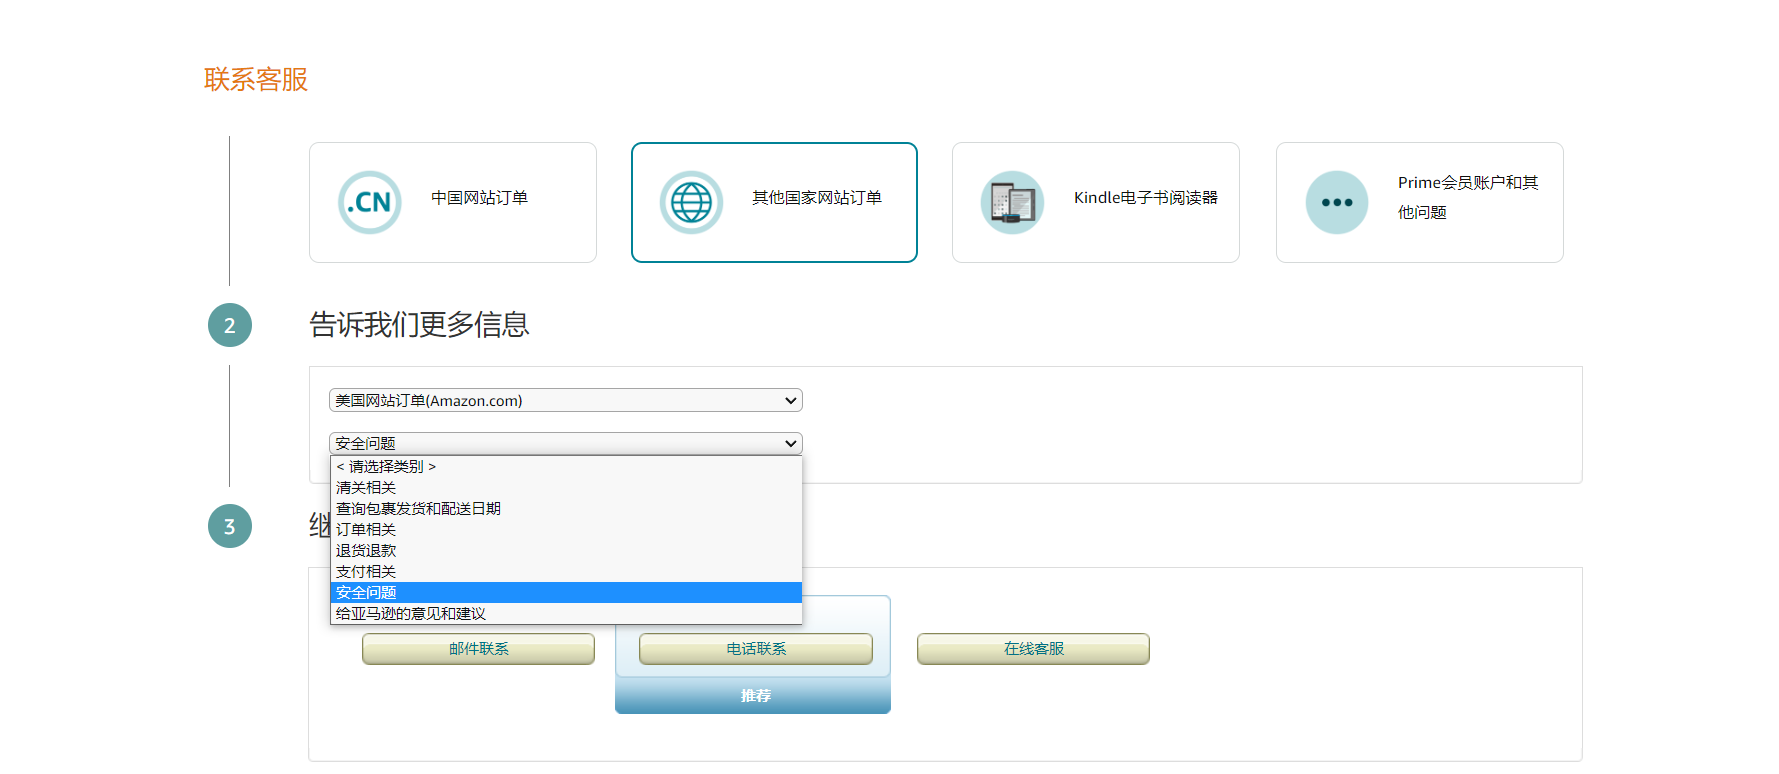 联系客服
.CN
中国网站订单
其他国家网站订单
Kindle电子书阅读器
Prime会员账户和其
他问题
2
告诉我们更多信息
美国网站订单(Amazon.com)
安全问题
< 请选择类别 >
清关相关
查询包裹发货和配送日期
订单相关
退货退款
支付相关
安全问题
给亚马逊的意见和建议
3
继
邮件联系
电话联系
在线客服
推荐